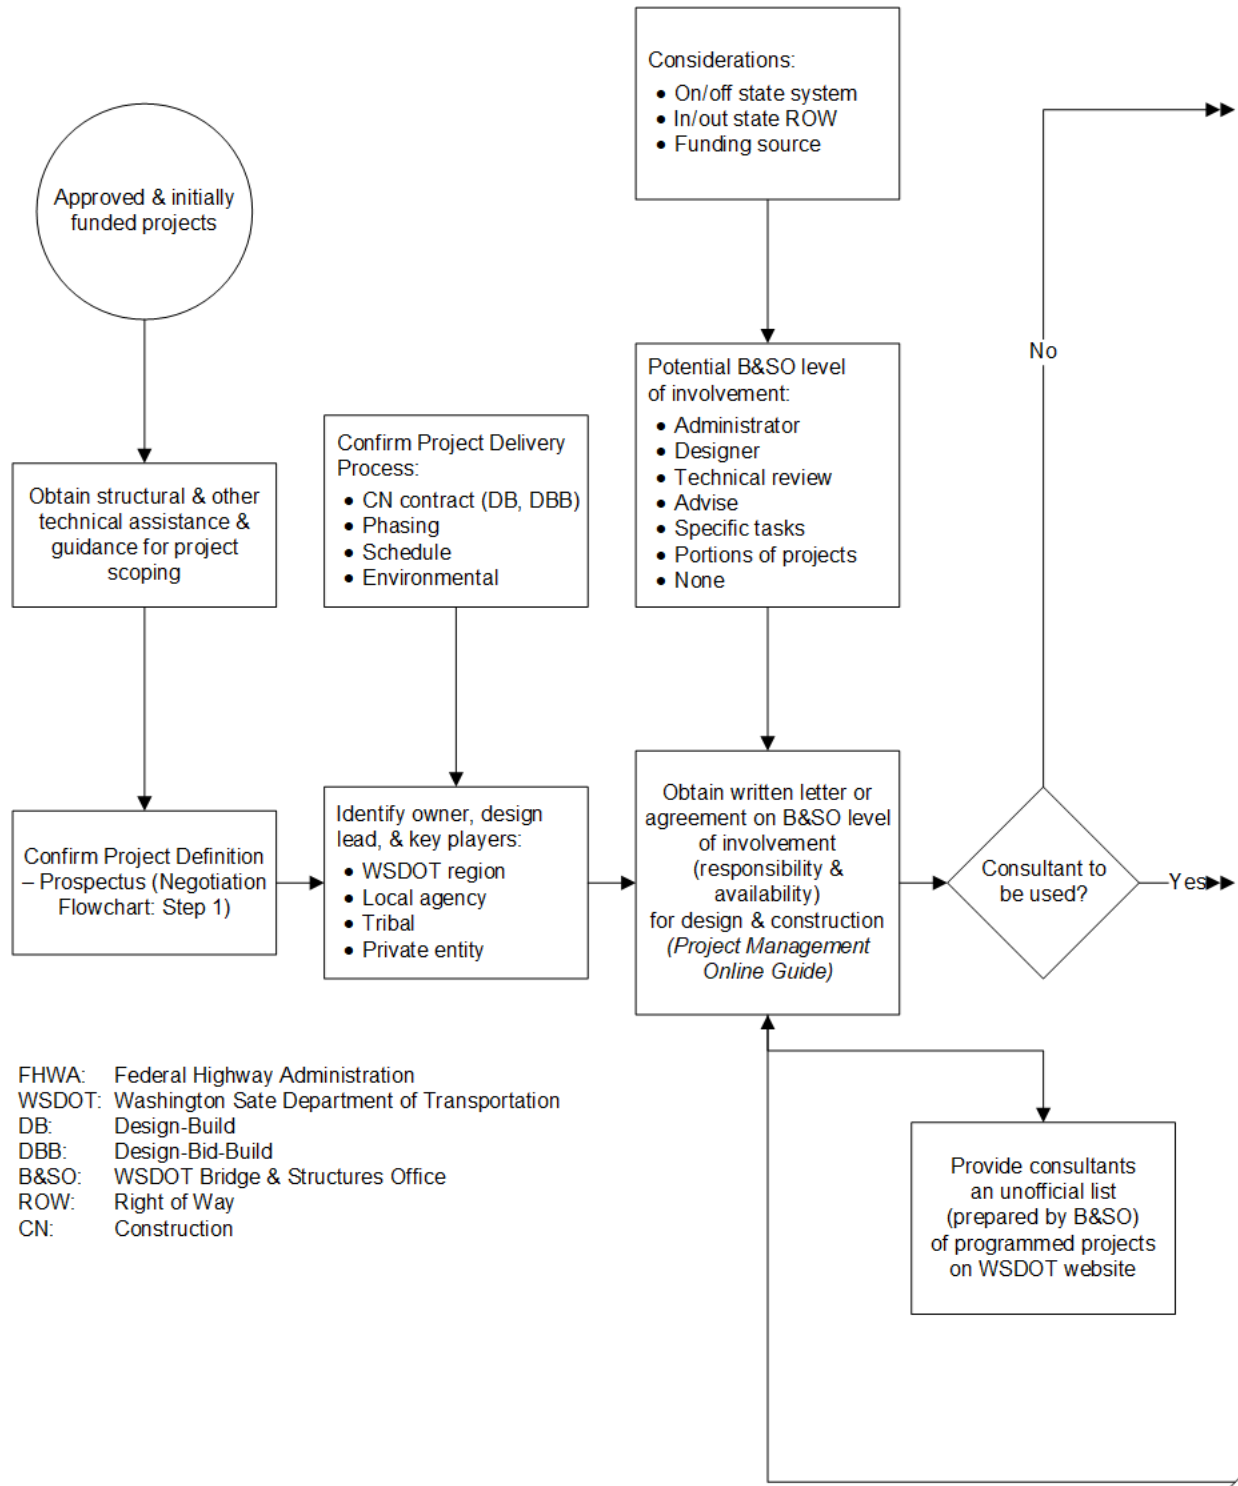 Considerations:
• On/off state system
• In/out state ROW
• Funding source
Approved & initially
funded projects
No
Potential B&SO level
of involvement:
• Administrator
• Designer
• Technical review
• Advise
• Specific tasks
• Portions of projects
• None
Confirm Project Delivery
Process:
• CN contract (DB, DBB)
• Phasing
• Schedule
• Environmental
Obtain structural & other
technical assistance &
guidance for project
scoping
Confirm Project Definition
– Prospectus (Negotiation
Flowchart: Step 1)
Identify owner, design
lead, & key players:
• WSDOT region
• Local agency
• Tribal
• Private entity
Obtain written letter or
agreement on B&SO level
of involvement
(responsibility &
availability)
for design & construction
(Project Management
Online Guide)
Consultant to
be used?
Yes
FHWA: Federal Highway Administration
WSDOT: Washington Sate Department of Transportation
DB: Design-Build
DBB: Design-Bid-Build
B&SO: WSDOT Bridge & Structures Office
ROW: Right of Way
CN: Construction
Provide consultants
an unofficial list
(prepared by B&SO)
of programmed projects
on WSDOT website